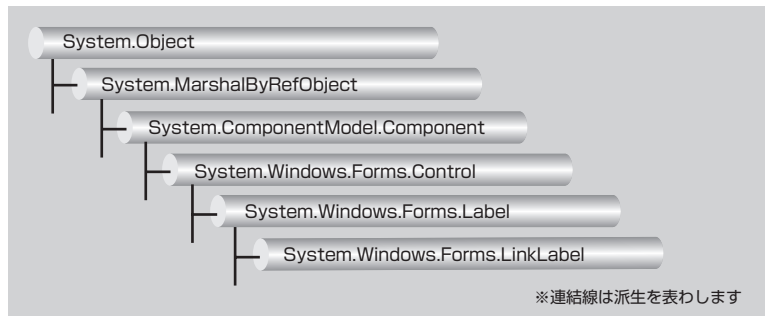 System.Object
System.MarshalByRefObject
System.ComponentModel.Component
System.Windows.Forms.Control
System.Windows.Forms.Label
System.Windows.Forms.LinkLabel
※連結線は派生を表わします